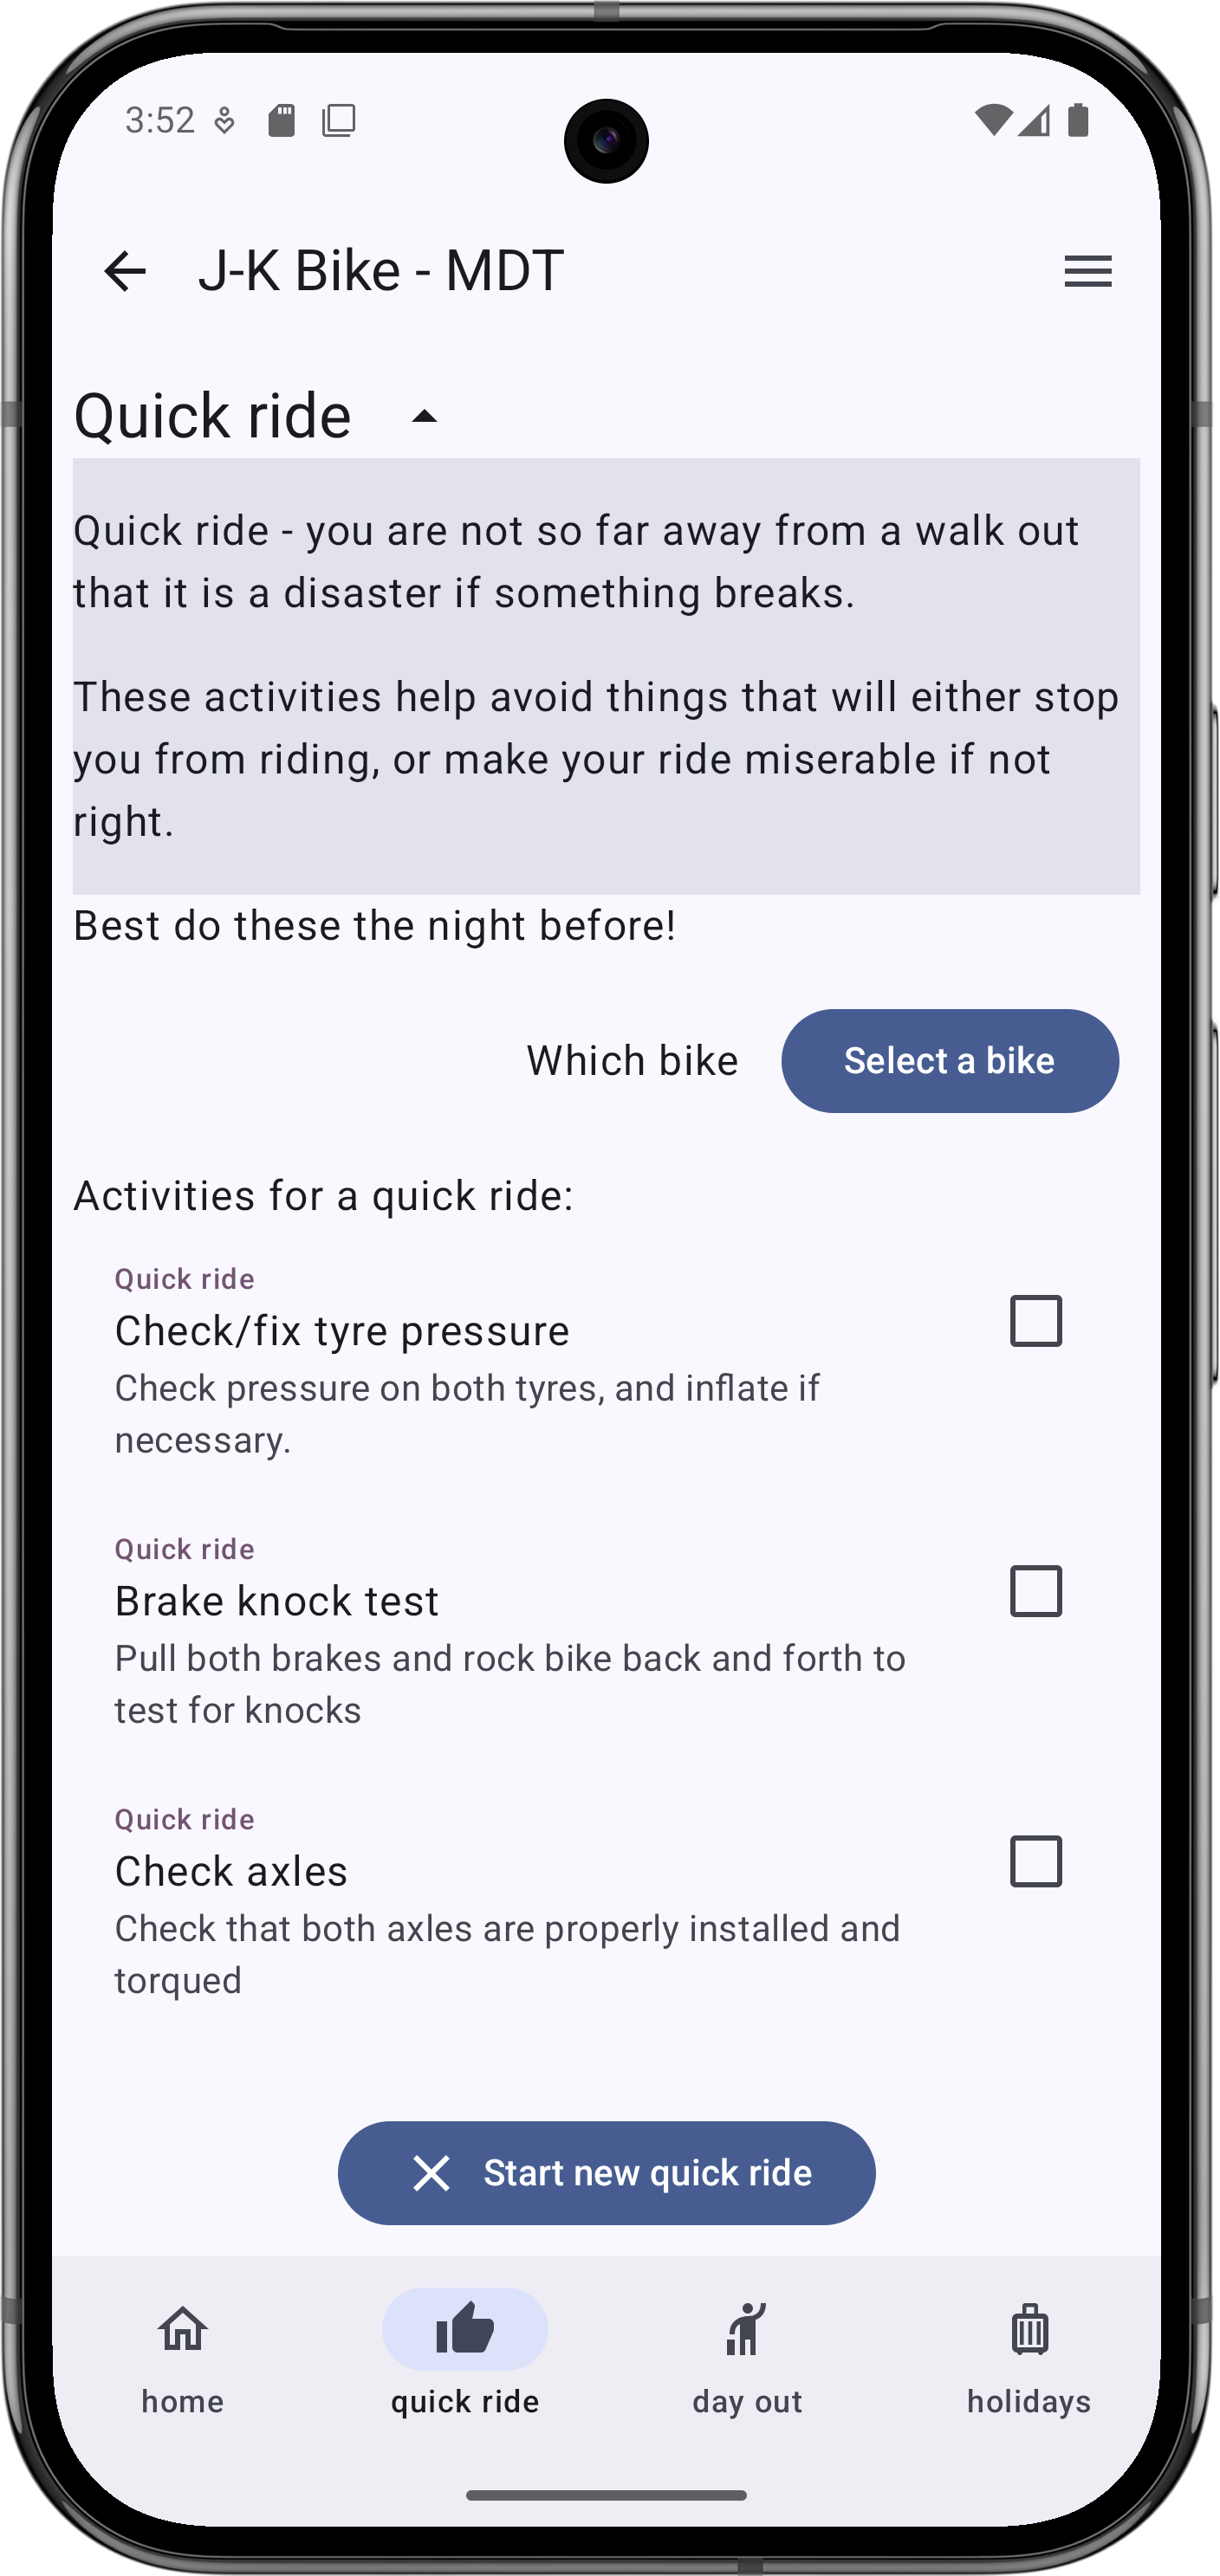 3:52
J-K Bike - MDT
Quick ride
Quick ride - you are not so far away from a walk out
that it is a disaster if something breaks.
These activities help avoid things that will either stop
you from riding, or make your ride miserable if not
right.
Best do these the night before!
Which bike
Select a bike
Activities for a quick ride:
Quick ride
Check/fix tyre pressure
Check pressure on both tyres, and inflate if
necessary.
Quick ride
Brake knock test
Pull both brakes and rock bike back and forth to
test for knocks
Quick ride
Check axles
Check that both axles are properly installed and
torqued
Start new quick ride
home
quick ride
day out
holidays